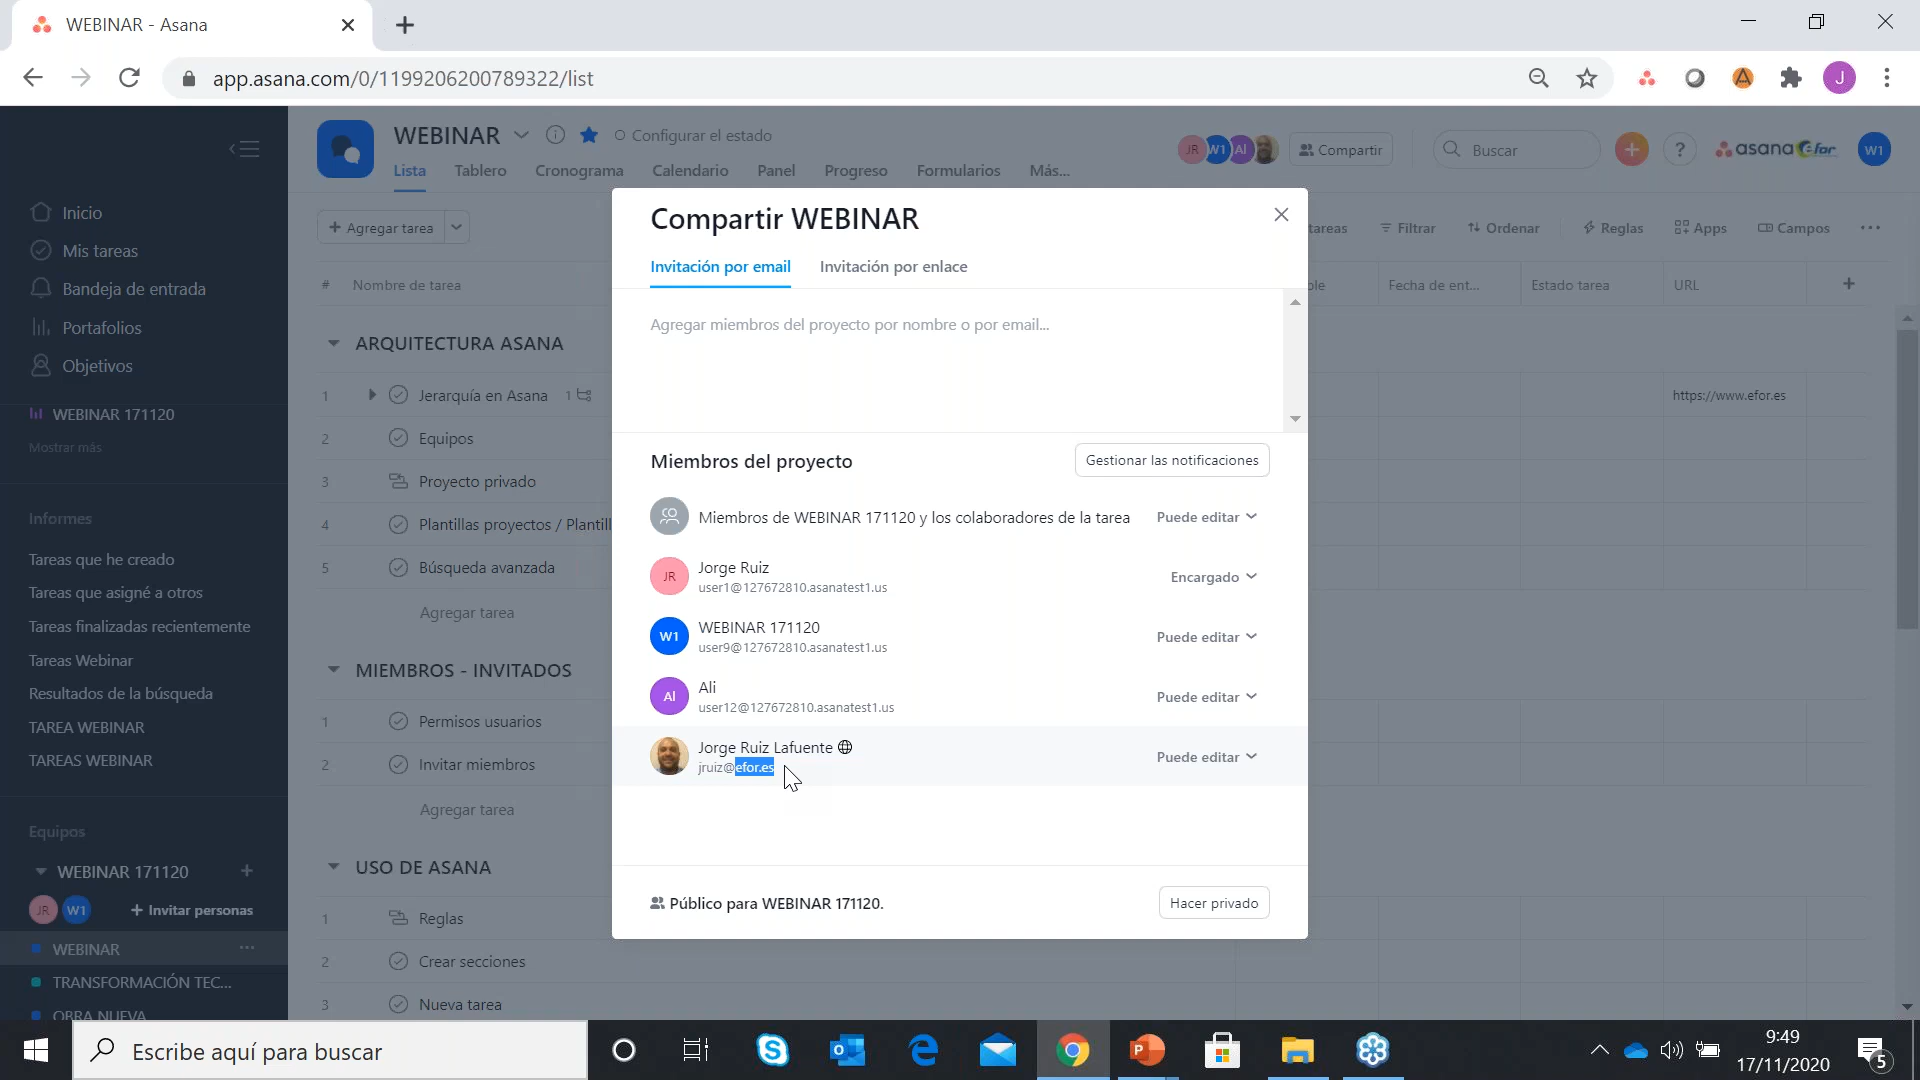 WEBINAR - Asana
app.asana.com/0/1199206200789322/list
J
WEBINAR
Configurar el estado
JR W1 Al
Compartir
Buscar
?
asana efor
W1
Lista Tablero Cronograma Calendario Panel Progreso Formularios Más...
Inicio
Mis tareas
Bandeja de entrada
Portafolios
Objetivos
WEBINAR 171120
Mostrar más
Informes
Tareas que he creado
Tareas que asigné a otros
Tareas finalizadas recientemente
Tareas Webinar
Resultados de la búsqueda
TAREA WEBINAR
TAREAS WEBINAR
Equipos
WEBINAR 171120 +
JR W1 + Invitar personas
WEBINAR ...
TRANSFORMACIÓN TEC...
OBRA NUEVA
+ Agregar tarea
tareas Filtrar Ordenar Reglas Apps Campos ...
# Nombre de tarea
ble Fecha de ent... Estado tarea URL +
ARQUITECTURA ASANA
1 Jerarquía en Asana 1
https://www.efor.es
2 Equipos
3 Proyecto privado
4 Plantillas proyectos / Plantill
5 Búsqueda avanzada
Agregar tarea
MIEMBROS - INVITADOS
1 Permisos usuarios
2 Invitar miembros
Agregar tarea
USO DE ASANA
1 Reglas
2 Crear secciones
3 Nueva tarea
Compartir WEBINAR
Invitación por email Invitación por enlace
Agregar miembros del proyecto por nombre o por email...
Miembros del proyecto
Gestionar las notificaciones
Miembros de WEBINAR 171120 y los colaboradores de la tarea
Puede editar
JR
Jorge Ruiz
user1@127672810.asanatest1.us
Encargado
W1
WEBINAR 171120
user9@127672810.asanatest1.us
Puede editar
Al
Ali
user12@127672810.asanatest1.us
Puede editar
Jorge Ruiz Lafuente
jruiz@efor.es
Puede editar
Público para WEBINAR 171120.
Hacer privado
Escribe aquí para buscar
9:49
17/11/2020
5